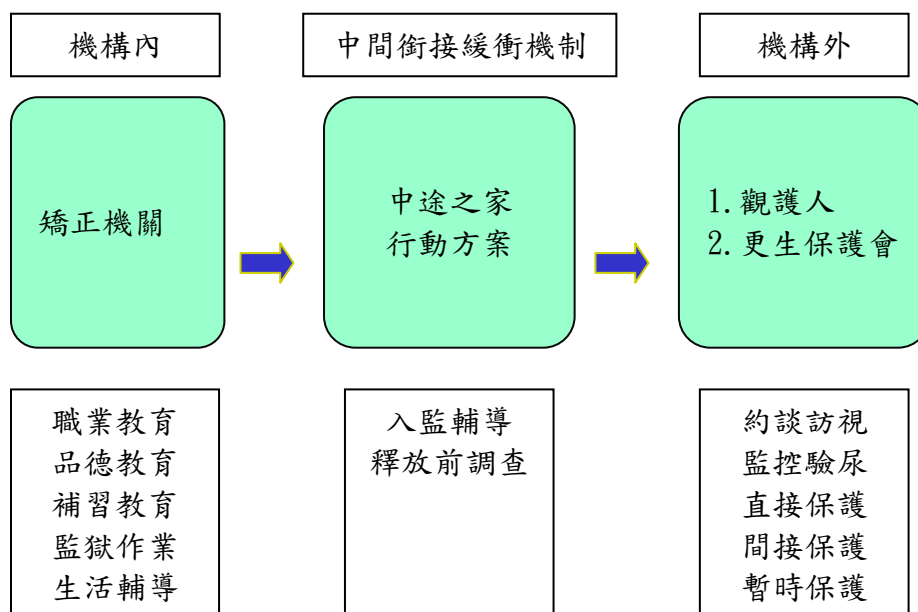 機構內
中間銜接緩衝機制
機構外
矯正機關
中途之家
行動方案
1.觀護人
2.更生保護會
職業教育
品德教育
補習教育
監獄作業
生活輔導
入監輔導
釋放前調查
約談訪視
監控驗尿
直接保護
間接保護
暫時保護